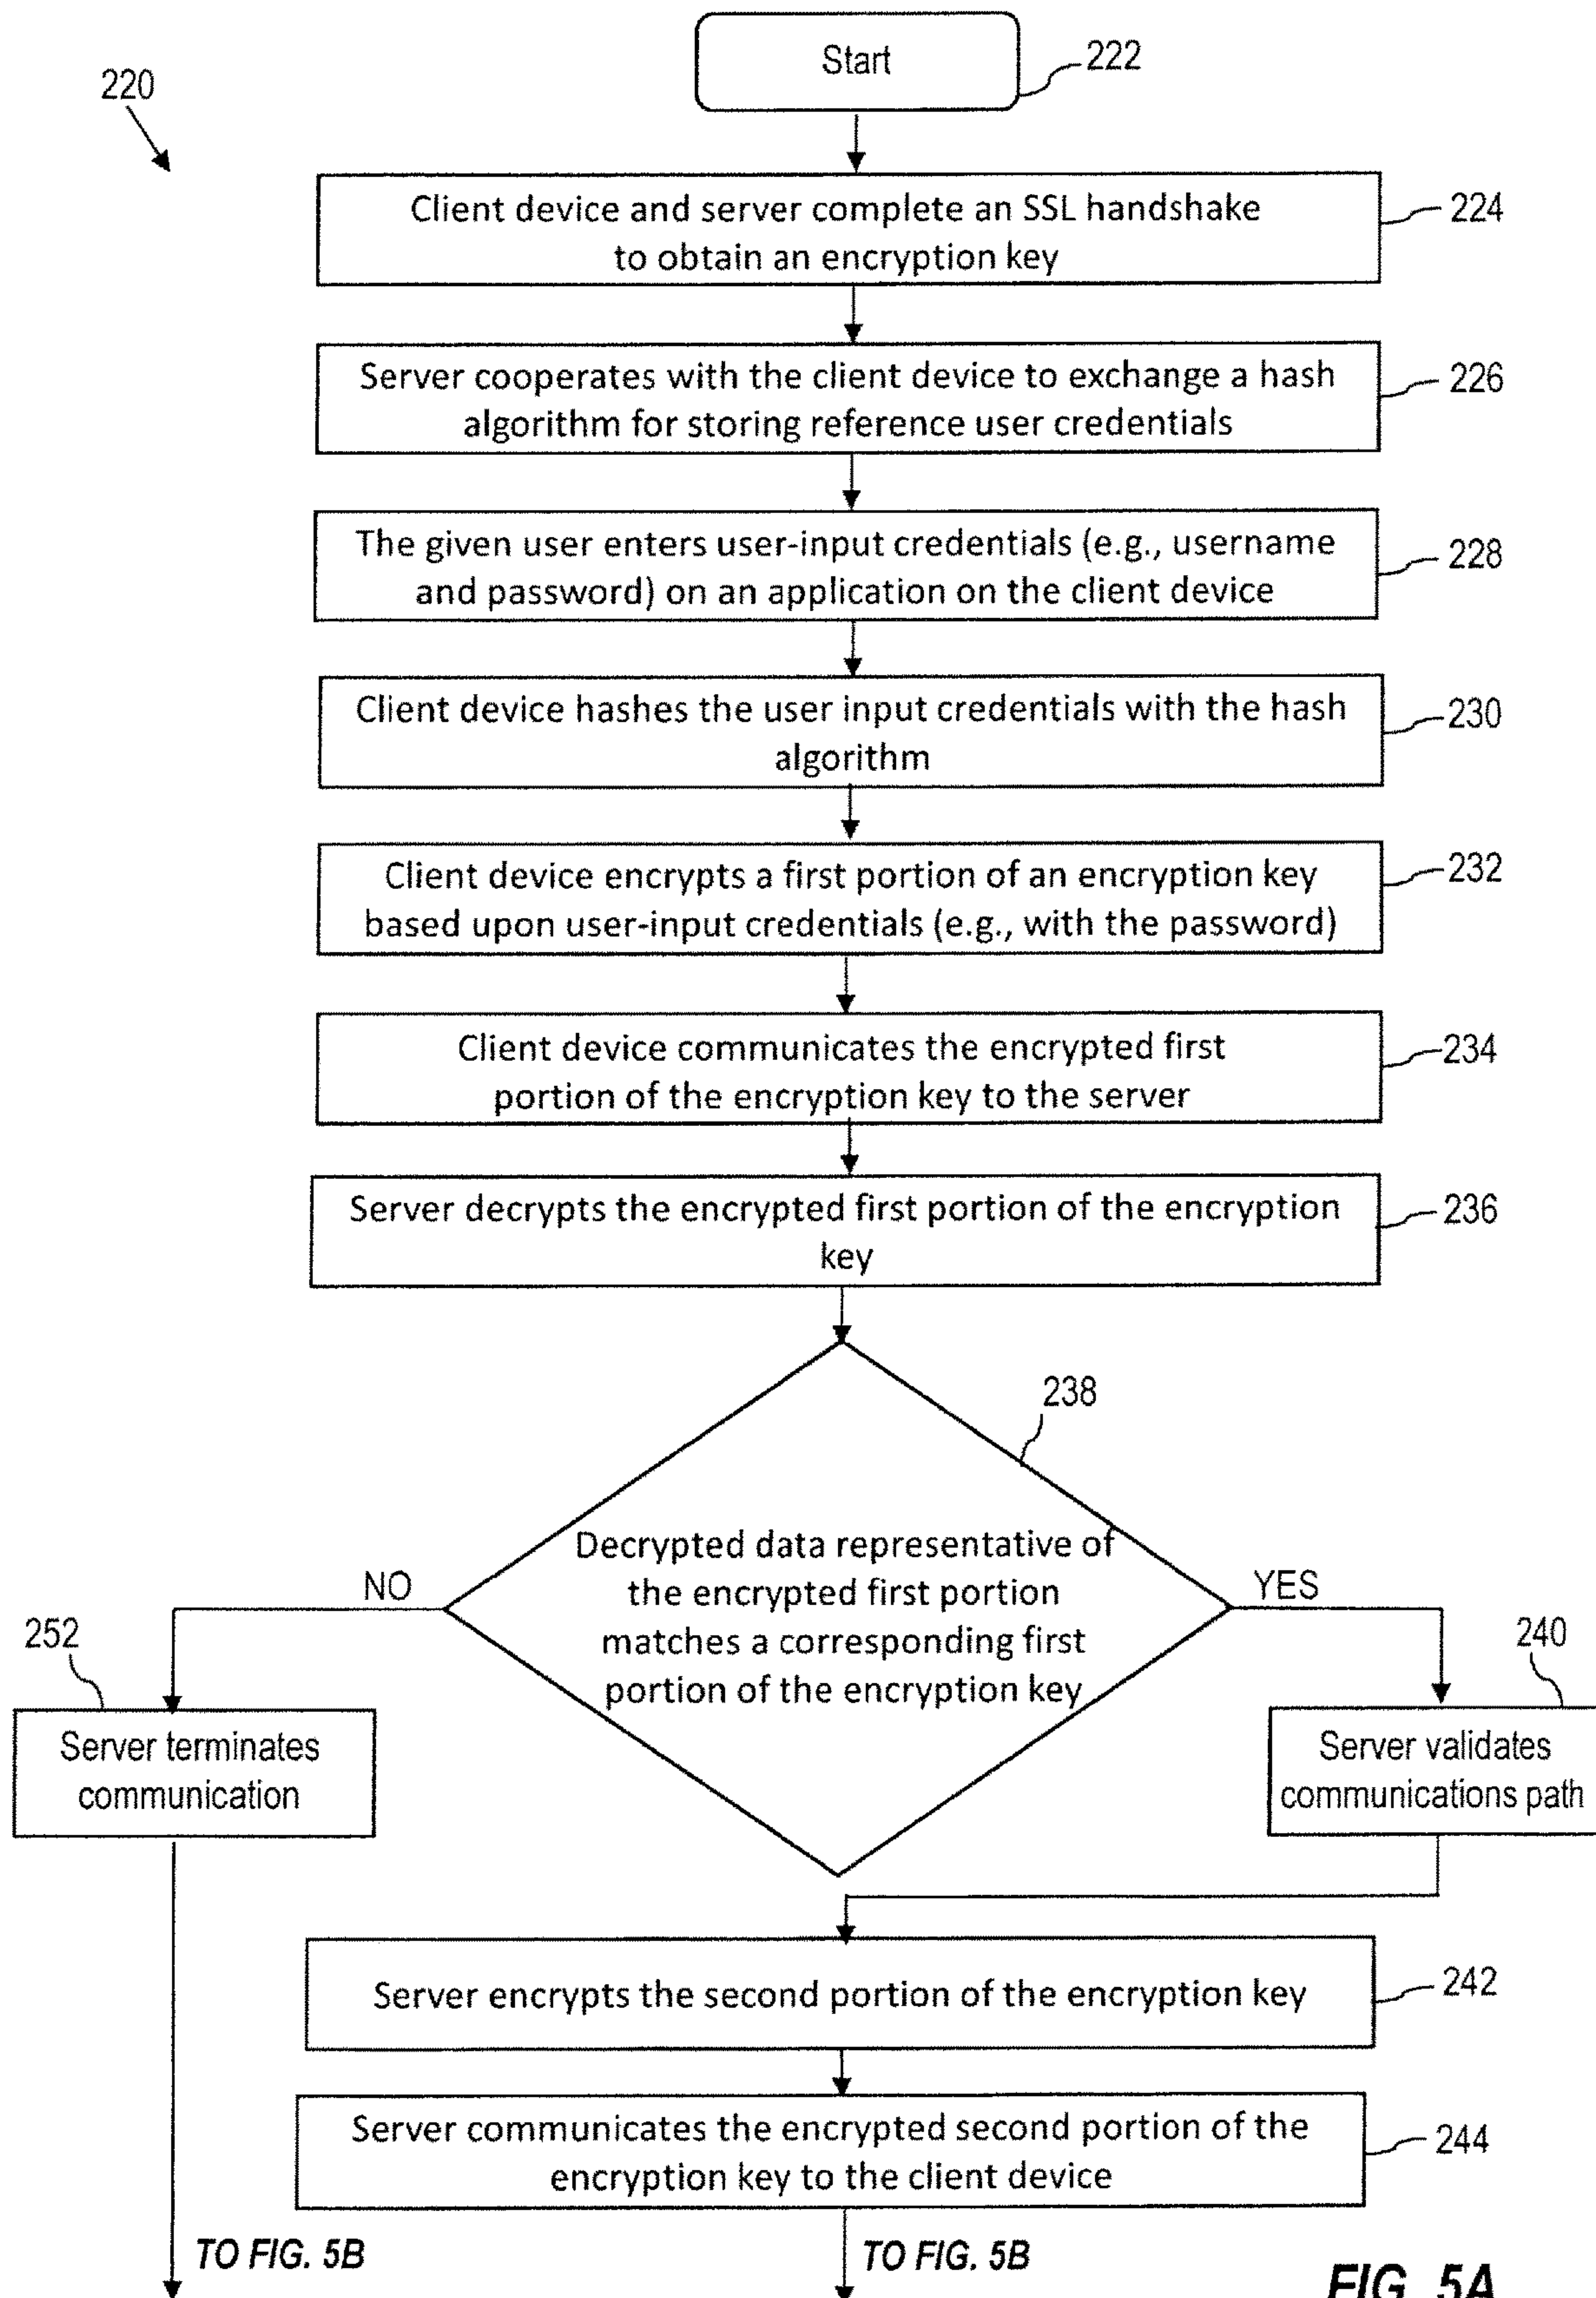 Start
222
220
Client device and server complete an SSL handshake
to obtain an encryption key
224
Server cooperates with the client device to exchange a hash
algorithm for storing reference user credentials
226
The given user enters user-input credentials (e.g., username
and password) on an application on the client device
228
Client device hashes the user input credentials with the hash
algorithm
230
Client device encrypts a first portion of an encryption key
based upon user-input credentials (e.g., with the password)
232
Client device communicates the encrypted first
portion of the encryption key to the server
234
Server decrypts the encrypted first portion of the encryption
key
236
238
Decrypted data representative of
the encrypted first portion
matches a corresponding first
portion of the encryption key
NO
YES
252
Server terminates
communication
240
Server validates
communications path
Server encrypts the second portion of the encryption key
242
Server communicates the encrypted second portion of the
encryption key to the client device
244
TO FIG. 5B
TO FIG. 5B
FIG. 5A